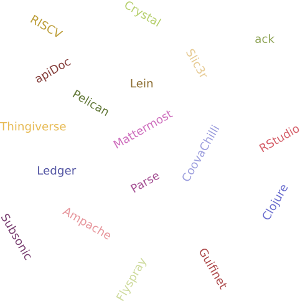 Crystal
RISCV
ack
Slic3r
apiDoc
Lein
Pelican
Mattermost
Thingiverse
RStudio
CoovaChilli
Ledger
Parse
Clojure
Ampache
Subsonic
Guifinet
Flyspray